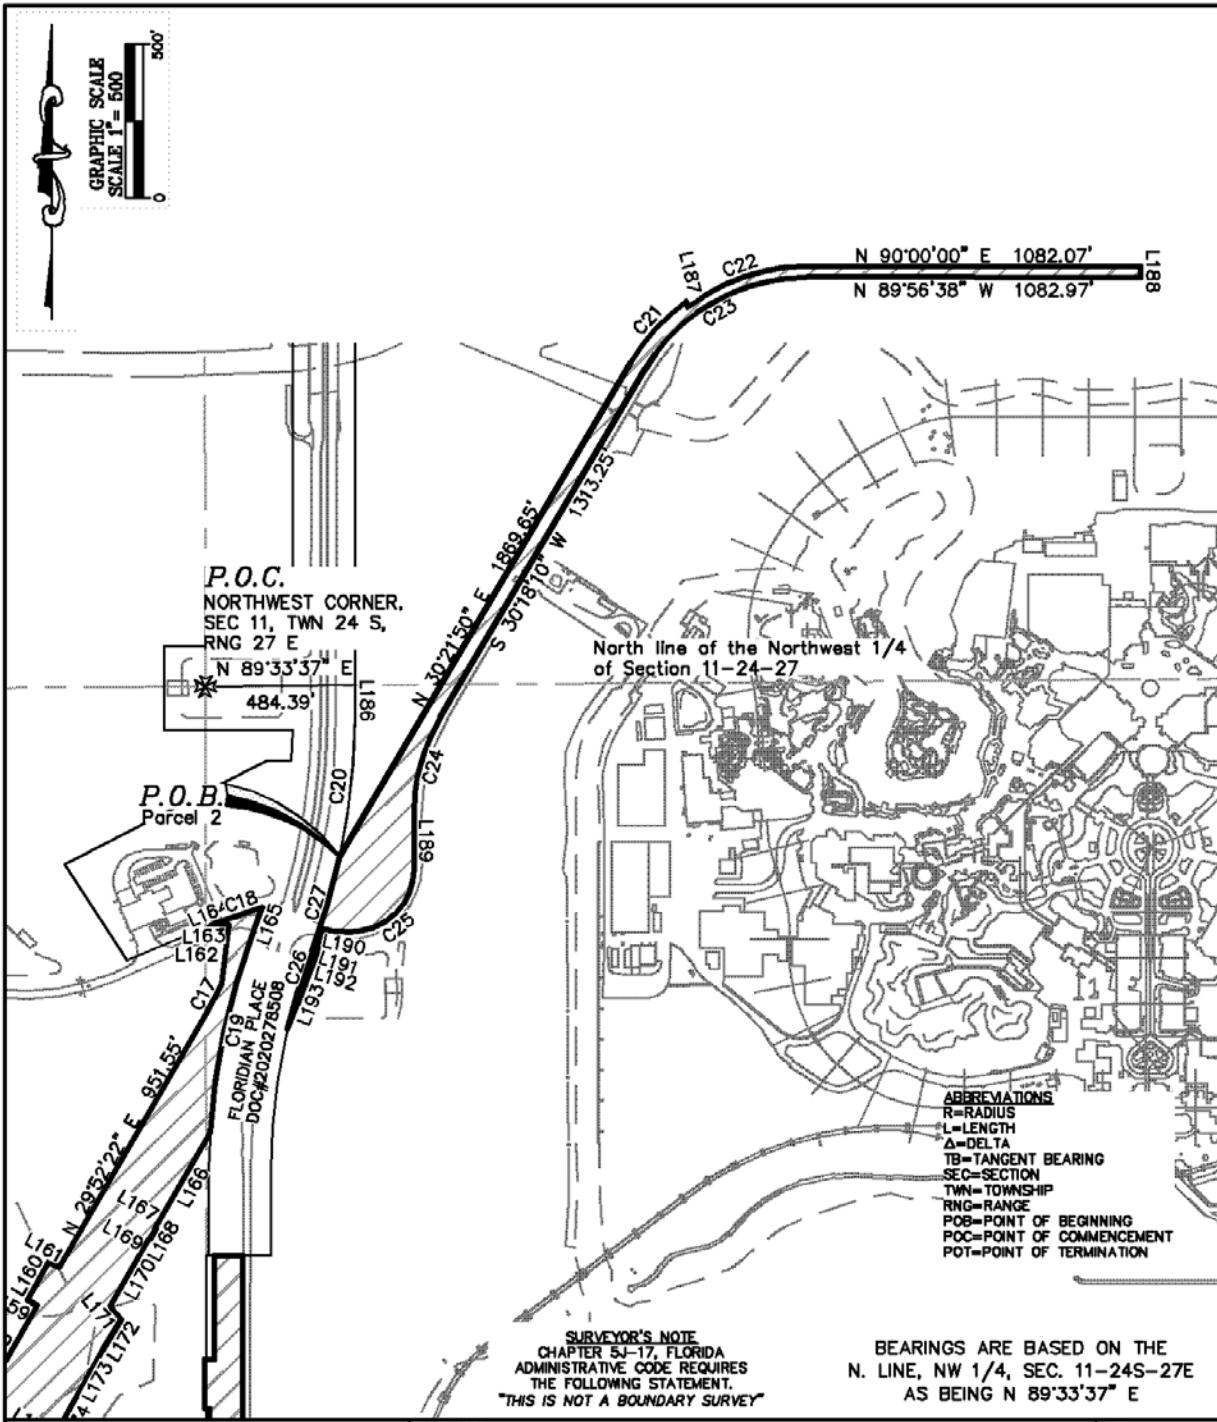 GRAPHIC SCALE
SCALE 1"= 500
0
500'
N 90°00'00" E 1082.07'
N 89°56'38" W 1082.97'
L188
L187
C22
C23
C21
N 30°21'50" E 1869.65'
S 30°18'10" W 1313.25'
P.O.C.
NORTHWEST CORNER,
SEC 11, TWN 24 S,
RNG 27 E
N 89°33'37" E
484.39'
L186
North line of the Northwest 1/4
of Section 11-24-27
C20
C24
P.O.B.
Parcel 2
L189
C27
C25
L164
C18
L165
L163
L162
L190
L191
L192
C26
L193
C17
C19
FLORIDIAN PLACE
DOC#2020278508
11
N 29°52'22" E 951.55'
L166
L167
L168
L169
L161
L160
L170
L171
L172
L173
ABBREVIATIONS
R=RADIUS
L=LENGTH
Δ=DELTA
TB=TANGENT BEARING
SEC=SECTION
TWN=TOWNSHIP
RNG=RANGE
POB=POINT OF BEGINNING
POC=POINT OF COMMENCEMENT
POT=POINT OF TERMINATION
SURVEYOR'S NOTE
CHAPTER 5J-17, FLORIDA
ADMINISTRATIVE CODE REQUIRES
THE FOLLOWING STATEMENT.
"THIS IS NOT A BOUNDARY SURVEY"
BEARINGS ARE BASED ON THE
N. LINE, NW 1/4, SEC. 11-24S-27E
AS BEING N 89°33'37" E